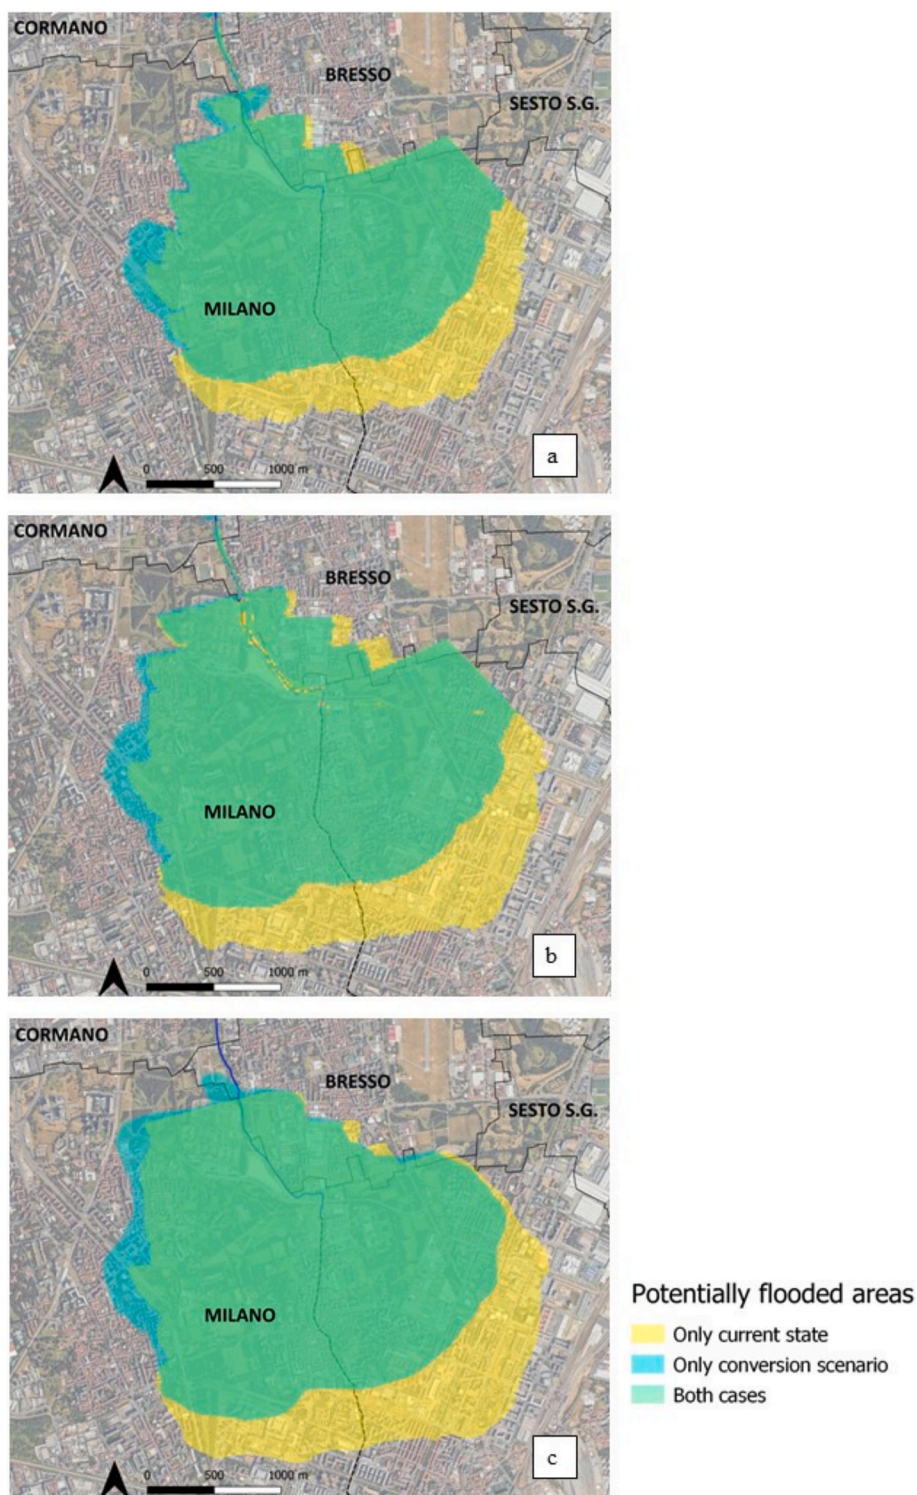 CORMANO
BRESSO
SESTO S.G.
MILANO
a
0 500 1000 m
CORMANO
BRESSO
SESTO S.G.
MILANO
b
0 500 1000 m
CORMANO
BRESSO
SESTO S.G.
MILANO
Potentially flooded areas
Only current state
Only conversion scenario
Both cases
c
0 500 1000 m